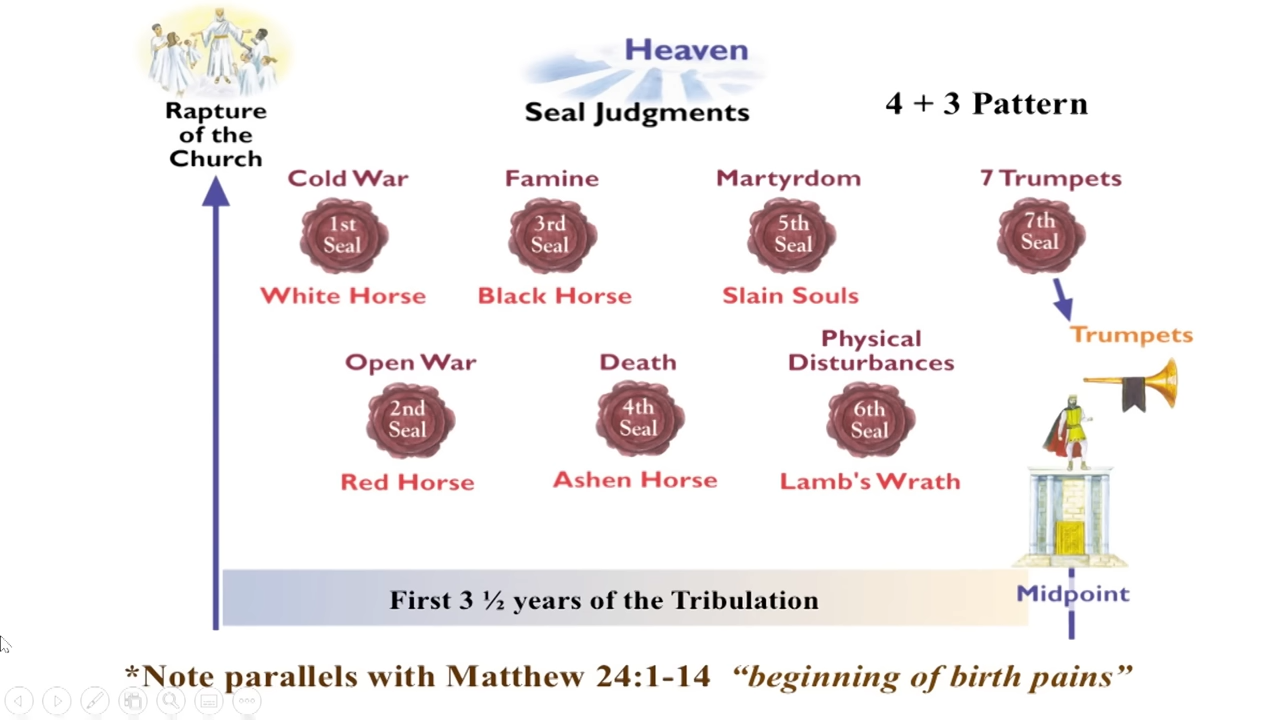 Heaven
Seal Judgments
4 + 3 Pattern
Rapture
of the
Church
Cold War
1st
Seal
White Horse
Famine
3rd
Seal
Black Horse
Martyrdom
5th
Seal
Slain Souls
7 Trumpets
7th
Seal
Trumpets
Open War
2nd
Seal
Red Horse
Death
4th
Seal
Ashen Horse
Physical
Disturbances
6th
Seal
Lamb's Wrath
First 3 ½ years of the Tribulation
Midpoint
*Note parallels with Matthew 24:1-14 “beginning of birth pains”